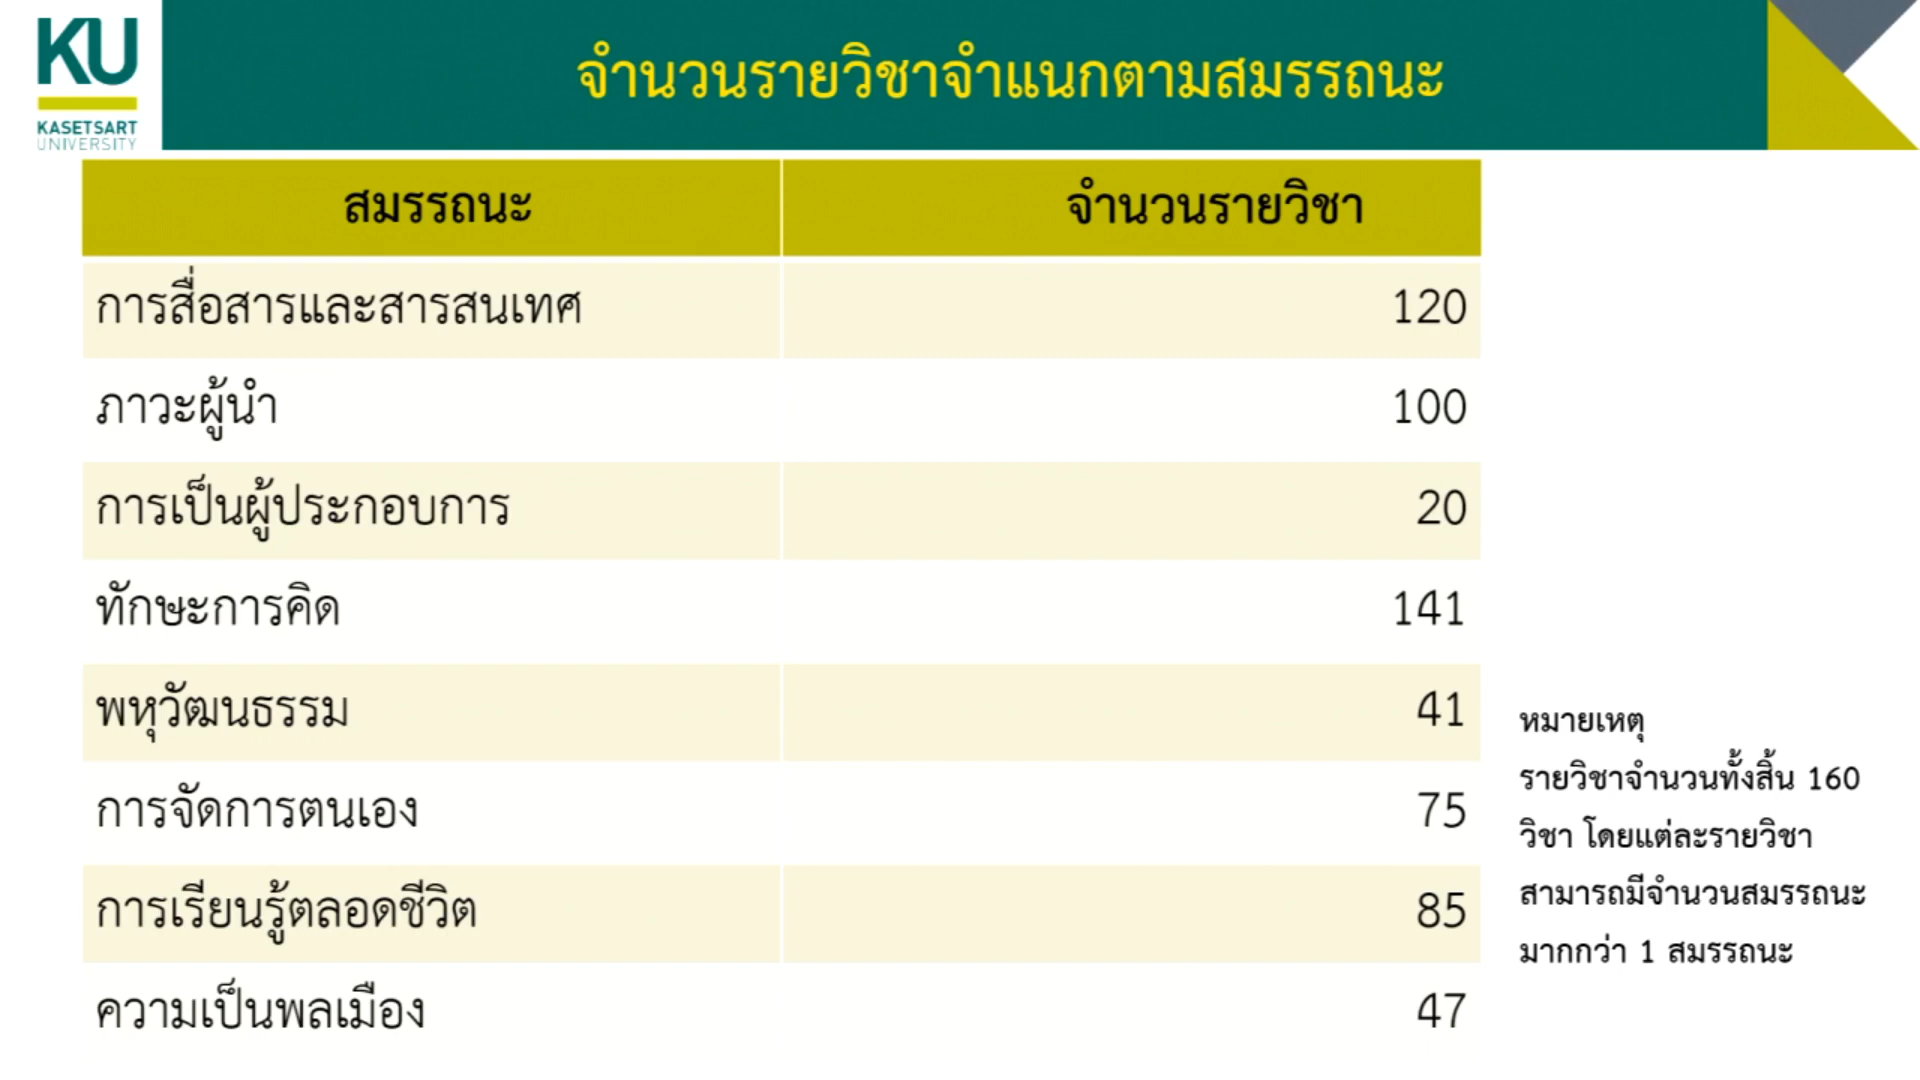 KU
KASETSART
UNIVERSITY
จำนวนรายวิชาจำแนกตามสมรรถนะ
สมรรถนะ จำนวนรายวิชา
การสื่อสารและสารสนเทศ 120
ภาวะผู้นำ 100
การเป็นผู้ประกอบการ 20
ทักษะการคิด 141
พหุวัฒนธรรม 41
การจัดการตนเอง 75
การเรียนรู้ตลอดชีวิต 85
ความเป็นพลเมือง 47
หมายเหตุ
รายวิชาจำนวนทั้งสิ้น 160
วิชา โดยแต่ละรายวิชา
สามารถมีจำนวนสมรรถนะ
มากกว่า 1 สมรรถนะ